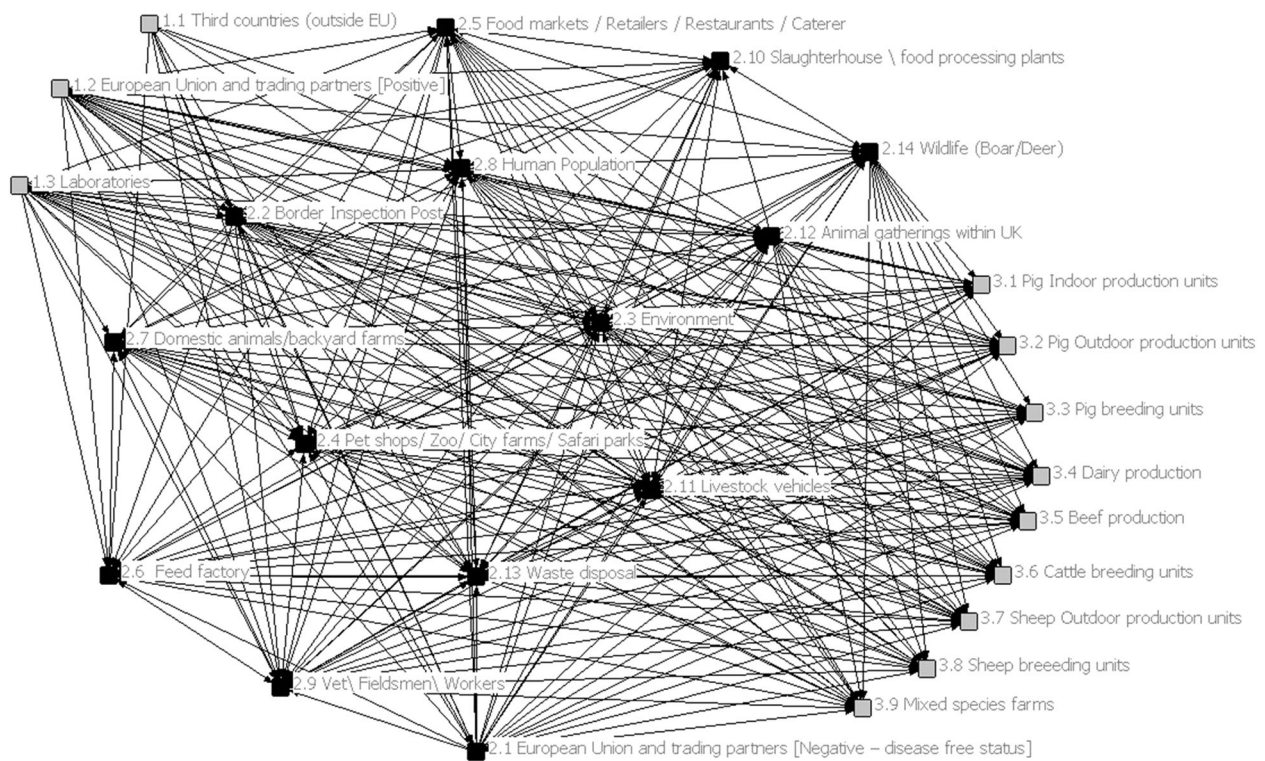 1.1 Third countries (outside EU)
2.5 Food markets / Retailers / Restaurants / Caterer
2.10 Slaughterhouse \ food processing plants
1.2 European Union and trading partners [Positive]
2.14 Wildlife (Boar/Deer)
2.8 Human Population
1.3 Laboratories
2.2 Border Inspection Post
2.12 Animal gatherings within UK
3.1 Pig Indoor production units
2.3 Environment
2.7 Domestic animals/backyard farms
3.2 Pig Outdoor production units
3.3 Pig breeding units
2.4 Pet shops/ Zoo/ City farms/ Safari parks
3.4 Dairy production
2.11 Livestock vehicles
3.5 Beef production
2.6 Feed factory
2.13 Waste disposal
3.6 Cattle breeding units
3.7 Sheep Outdoor production units
3.8 Sheep breeeding units
2.9 Vet\ Fieldsmen\ Workers
3.9 Mixed species farms
2.1 European Union and trading partners [Negative – disease free status]